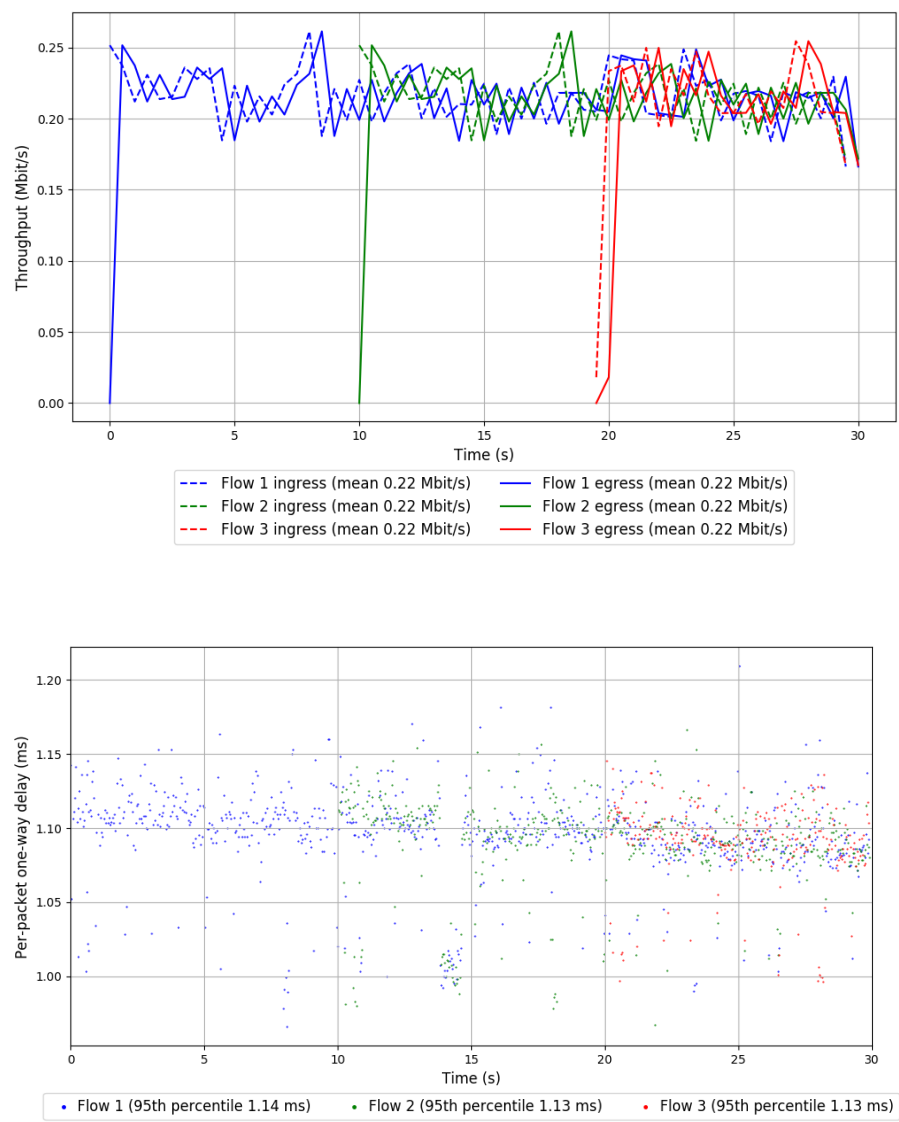 0.25
0.20
0.15
0.10
0.05
0.00
Throughput (Mbit/s)
0 5 10 15 20 25 30
Time (s)
Flow 1 ingress (mean 0.22 Mbit/s) Flow 1 egress (mean 0.22 Mbit/s)
Flow 2 ingress (mean 0.22 Mbit/s) Flow 2 egress (mean 0.22 Mbit/s)
Flow 3 ingress (mean 0.22 Mbit/s) Flow 3 egress (mean 0.22 Mbit/s)
1.20
1.15
1.10
1.05
1.00
Per-packet one-way delay (ms)
0 5 10 15 20 25 30
Time (s)
Flow 1 (95th percentile 1.14 ms) Flow 2 (95th percentile 1.13 ms) Flow 3 (95th percentile 1.13 ms)